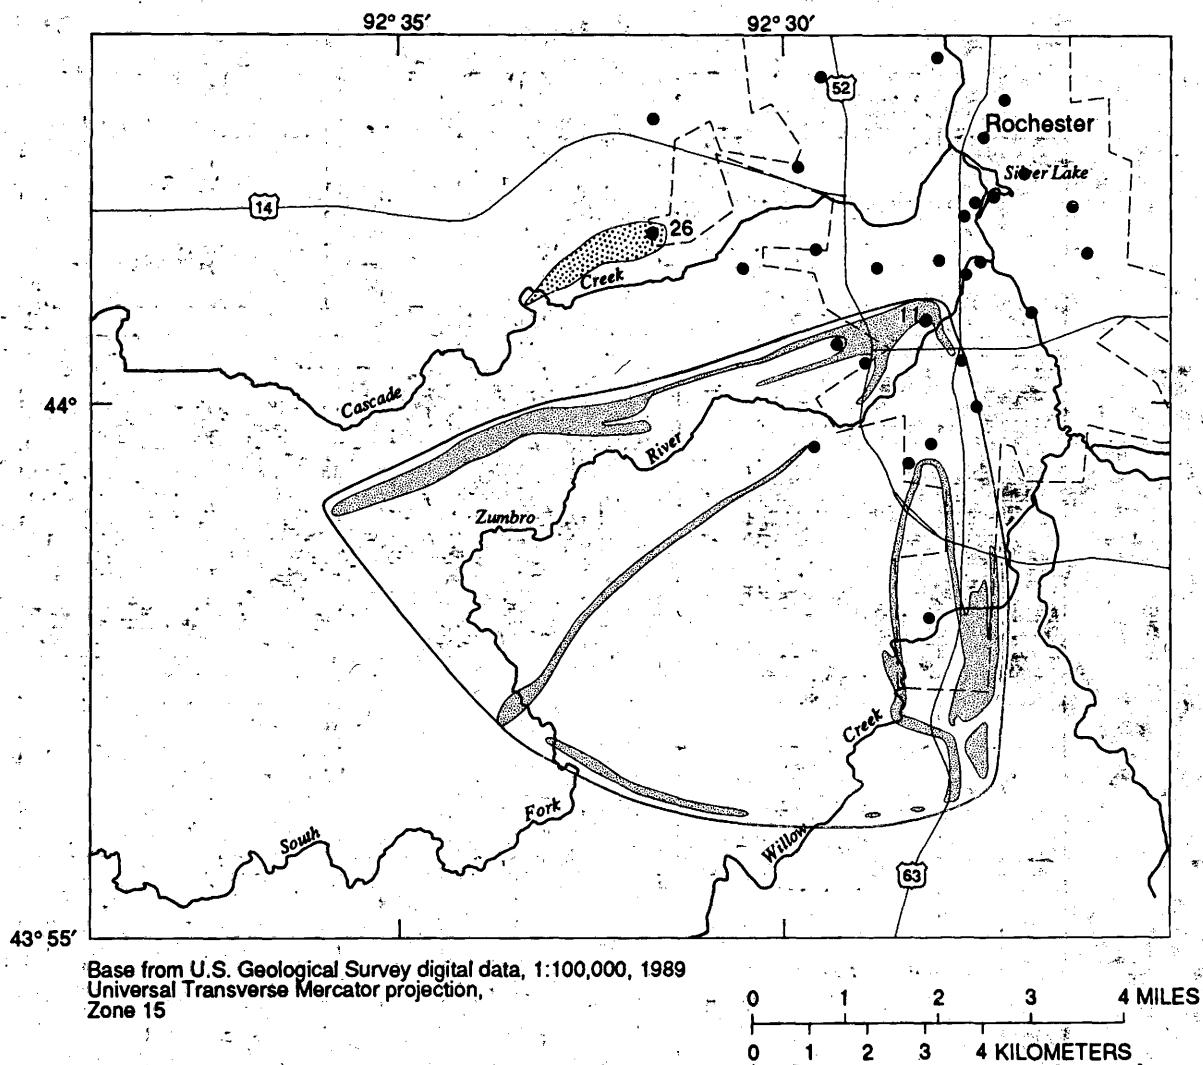 92° 35′
92° 30′
52
Rochester
Silver Lake
14
26
Creek
11
Cascade
44°
River
Zumbro
Creek
Fork
South
Willow
63
43° 55′
Base from U.S. Geological Survey digital data, 1:100,000, 1989
Universal Transverse Mercator projection,
Zone 15
0 1 2 3 4 MILES
0 1 2 3 4 KILOMETERS